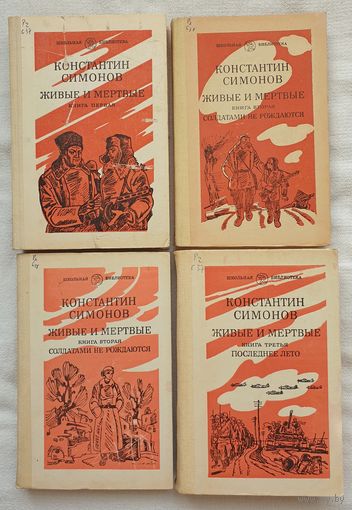 ШКОЛЬНАЯ БИБЛИОТЕКА
КОНСТАНТИН
СИМОНОВ
ЖИВЫЕ И МЕРТВЫЕ
КНИГА ПЕРВАЯ
ШКОЛЬНАЯ БИБЛИОТЕКА
КОНСТАНТИН
СИМОНОВ
ЖИВЫЕ И МЕРТВЫЕ
КНИГА ВТОРАЯ
СОЛДАТАМИ НЕ РОЖДАЮТСЯ
ШКОЛЬНАЯ БИБЛИОТЕКА
КОНСТАНТИН
СИМОНОВ
ЖИВЫЕ И МЕРТВЫЕ
КНИГА ВТОРАЯ
СОЛДАТАМИ НЕ РОЖДАЮТСЯ
ШКОЛЬНАЯ БИБЛИОТЕКА
КОНСТАНТИН
СИМОНОВ
ЖИВЫЕ И МЕРТВЫЕ
КНИГА ТРЕТЬЯ
ПОСЛЕДНЕЕ ЛЕТО